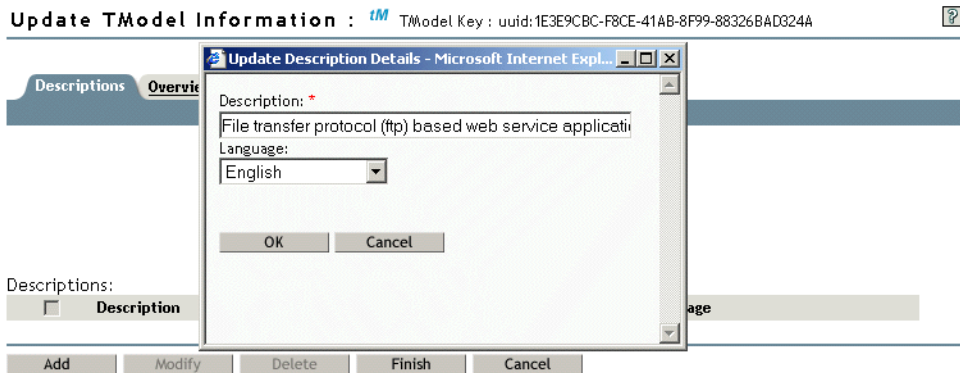 Update TModel Information : tM TModel Key : uuid:1E3E9CBC-F8CE-41AB-8F99-88326BAD324A
Update Description Details - Microsoft Internet Expl...
Descriptions Overvie
Description: *
File transfer protocol (ftp) based web service applicati
Language:
English
OK Cancel
Descriptions:
Description age
Add Modify Delete Finish Cancel